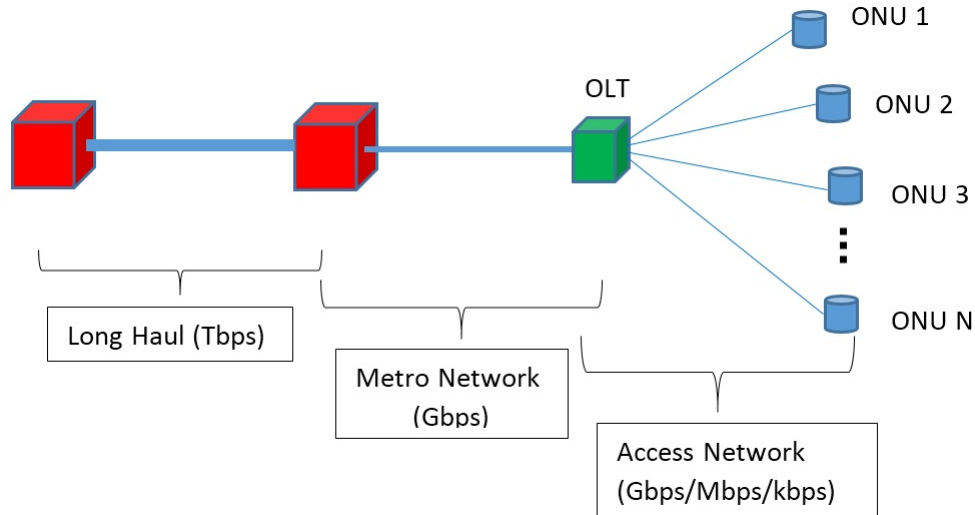 ONU 1
OLT
ONU 2
ONU 3
ONU N
Long Haul (Tbps)
Metro Network
(Gbps)
Access Network
(Gbps/Mbps/kbps)